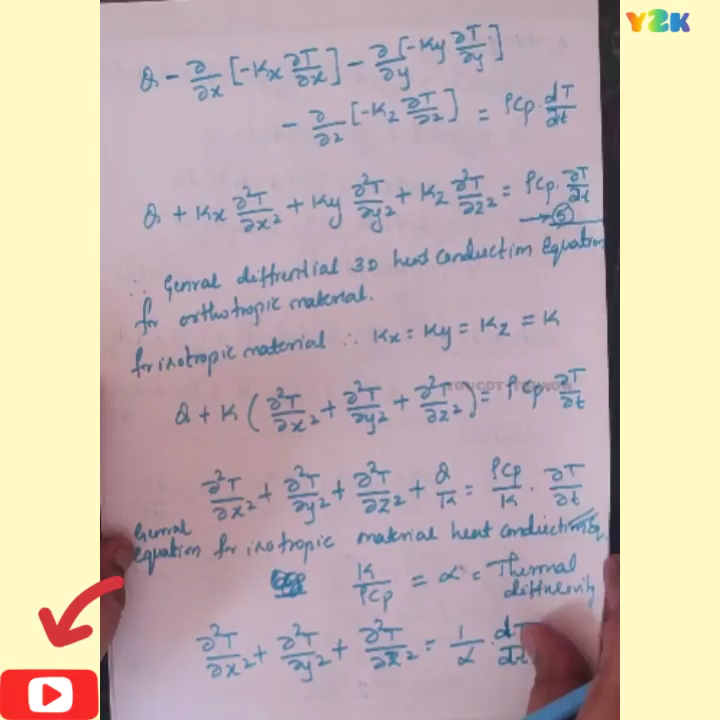 Y2K
Q - ∂/∂x [-Kx ∂T/∂x] - ∂/∂y [-Ky ∂T/∂y]
- ∂/∂z [-Kz ∂T/∂z] = ρCp · dT/dt
Q + Kx ∂²T/∂x² + Ky ∂²T/∂y² + Kz ∂²T/∂z² = ρCp · ∂T/∂t
→ 5
∴ Genral differential 3D heat conduction Equation
for orthotropic material.
for isotropic material ∴ Kx = Ky = Kz = K
Q + K ( ∂²T/∂x² + ∂²T/∂y² + ∂²T/∂z² ) = ρCp ∂T/∂t
∂²T/∂x² + ∂²T/∂y² + ∂²T/∂z² + Q/K = ρCp/K · ∂T/∂t
Genral
equation for isotropic material heat conduction Eq.
K/ρCp = α = Thermal
diffusivity
∂²T/∂x² + ∂²T/∂y² + ∂²T/∂z² = 1/α · dT/dt